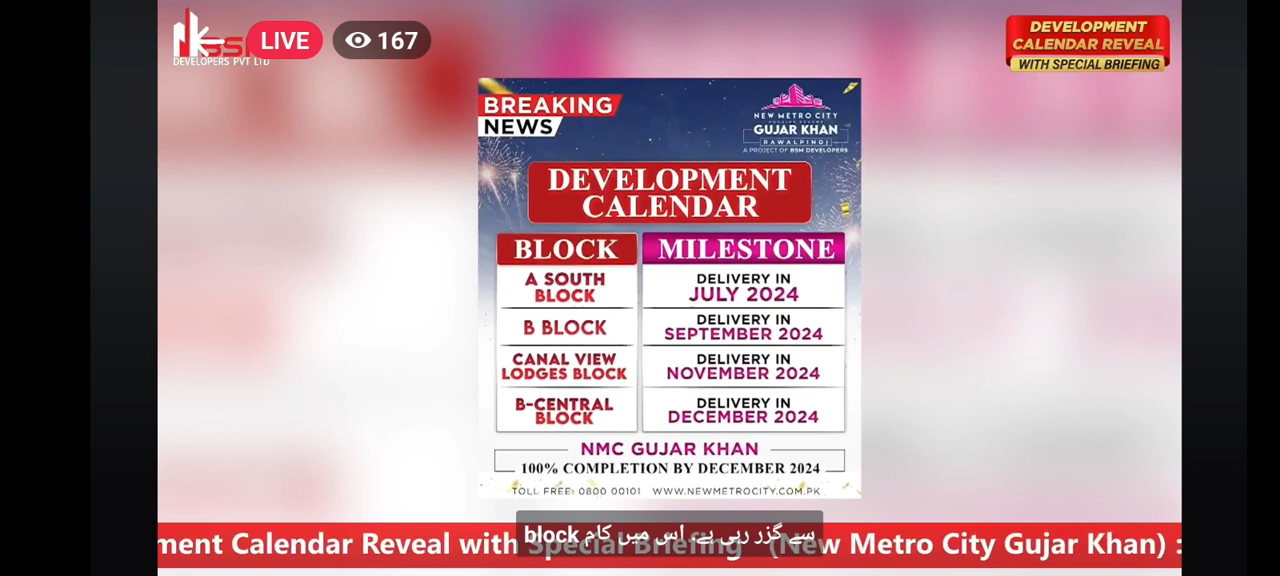 LIVE
167
DEVELOPERS PVT LTD
DEVELOPMENT
CALENDAR REVEAL
WITH SPECIAL BRIEFING
BREAKING
NEWS
NEW METRO CITY
GUJAR KHAN
RAWALPINDI
A PROJECT OF BSM DEVELOPERS
DEVELOPMENT
CALENDAR
BLOCK MILESTONE
A SOUTH
BLOCK
DELIVERY IN
JULY 2024
B BLOCK
DELIVERY IN
SEPTEMBER 2024
CANAL VIEW
LODGES BLOCK
DELIVERY IN
NOVEMBER 2024
B-CENTRAL
BLOCK
DELIVERY IN
DECEMBER 2024
NMC GUJAR KHAN
100% COMPLETION BY DECEMBER 2024
TOLL FREE: 0800 00101 WWW.NEWMETROCITY.COM.PK
سے گزر رہی ہے، اس میں کام block
ment Calendar Reveal with Special Briefing (New Metro City Gujar Khan) :